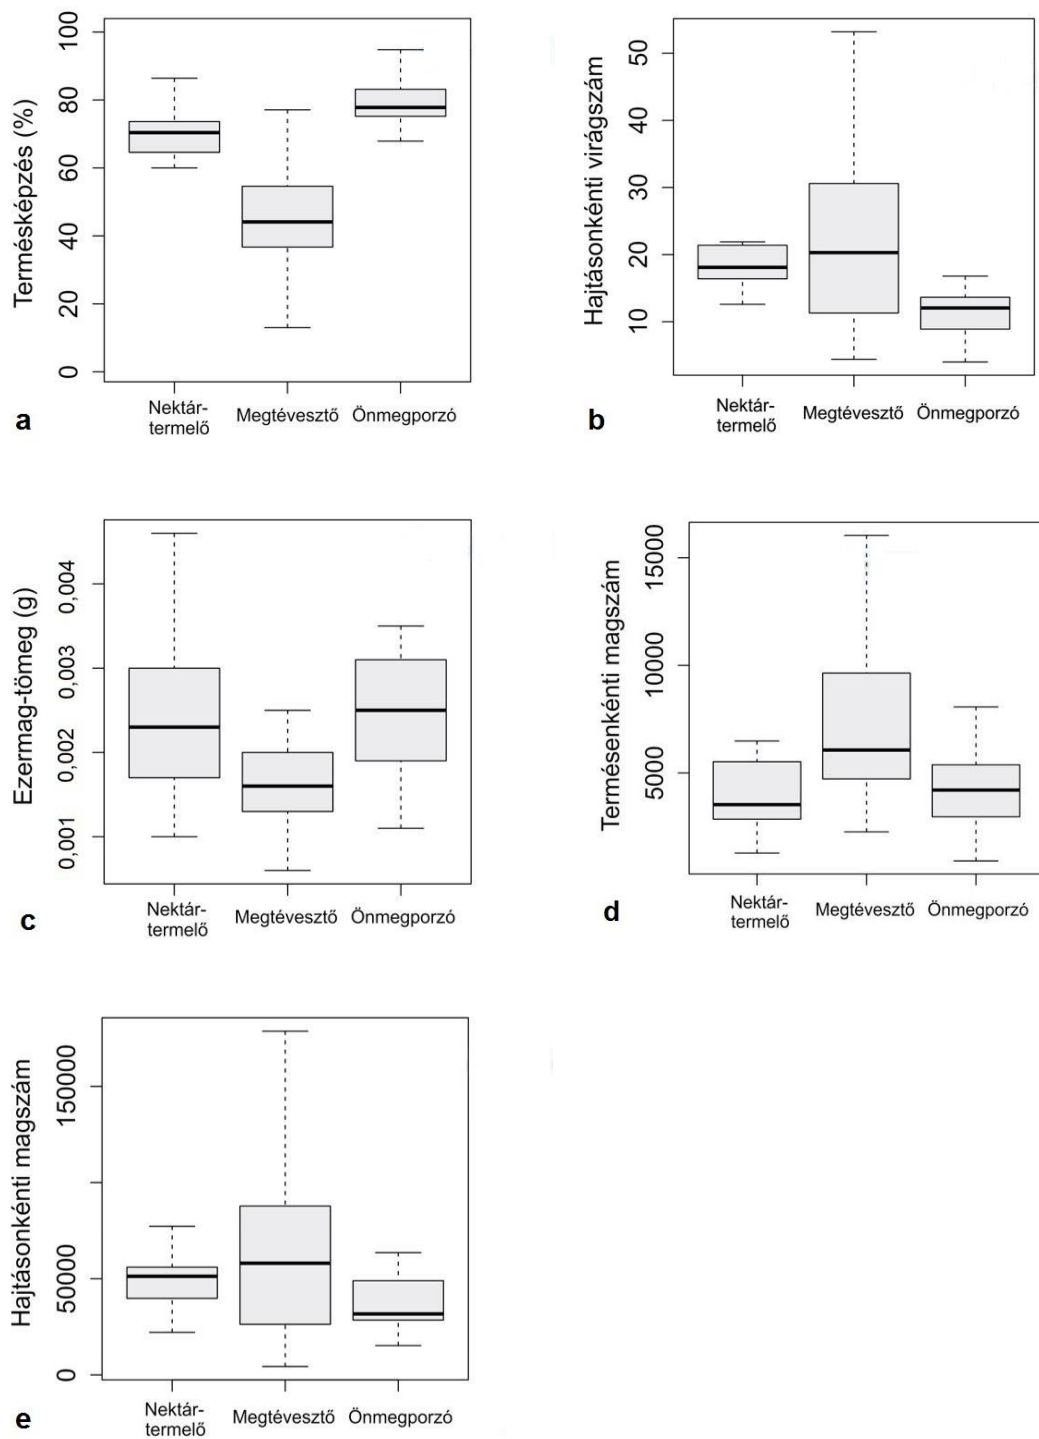 Termésképzés (%)
100
80
60
40
20
0
Nektár-
termelő
Megtévesztő
Önmegporzó
a
Hajtásonkénti virágszám
50
40
30
20
10
Nektár-
termelő
Megtévesztő
Önmegporzó
b
Ezermag-tömeg (g)
0,004
0,003
0,002
0,001
Nektár-
termelő
Megtévesztő
Önmegporzó
c
Termésenkénti magszám
15000
10000
5000
Nektár-
termelő
Megtévesztő
Önmegporzó
d
Hajtásonkénti magszám
150000
50000
0
Nektár-
termelő
Megtévesztő
Önmegporzó
e